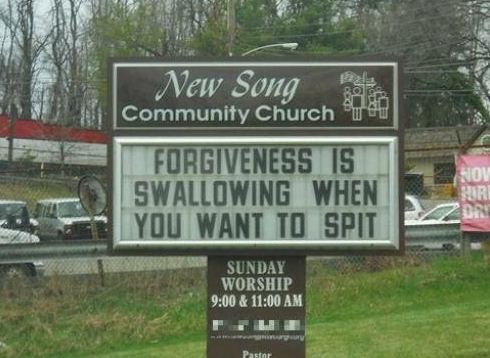 New Song
Community Church
FORGIVENESS IS
SWALLOWING WHEN
YOU WANT TO SPIT
SUNDAY
WORSHIP
9:00 & 11:00 AM
Pastor
NOW